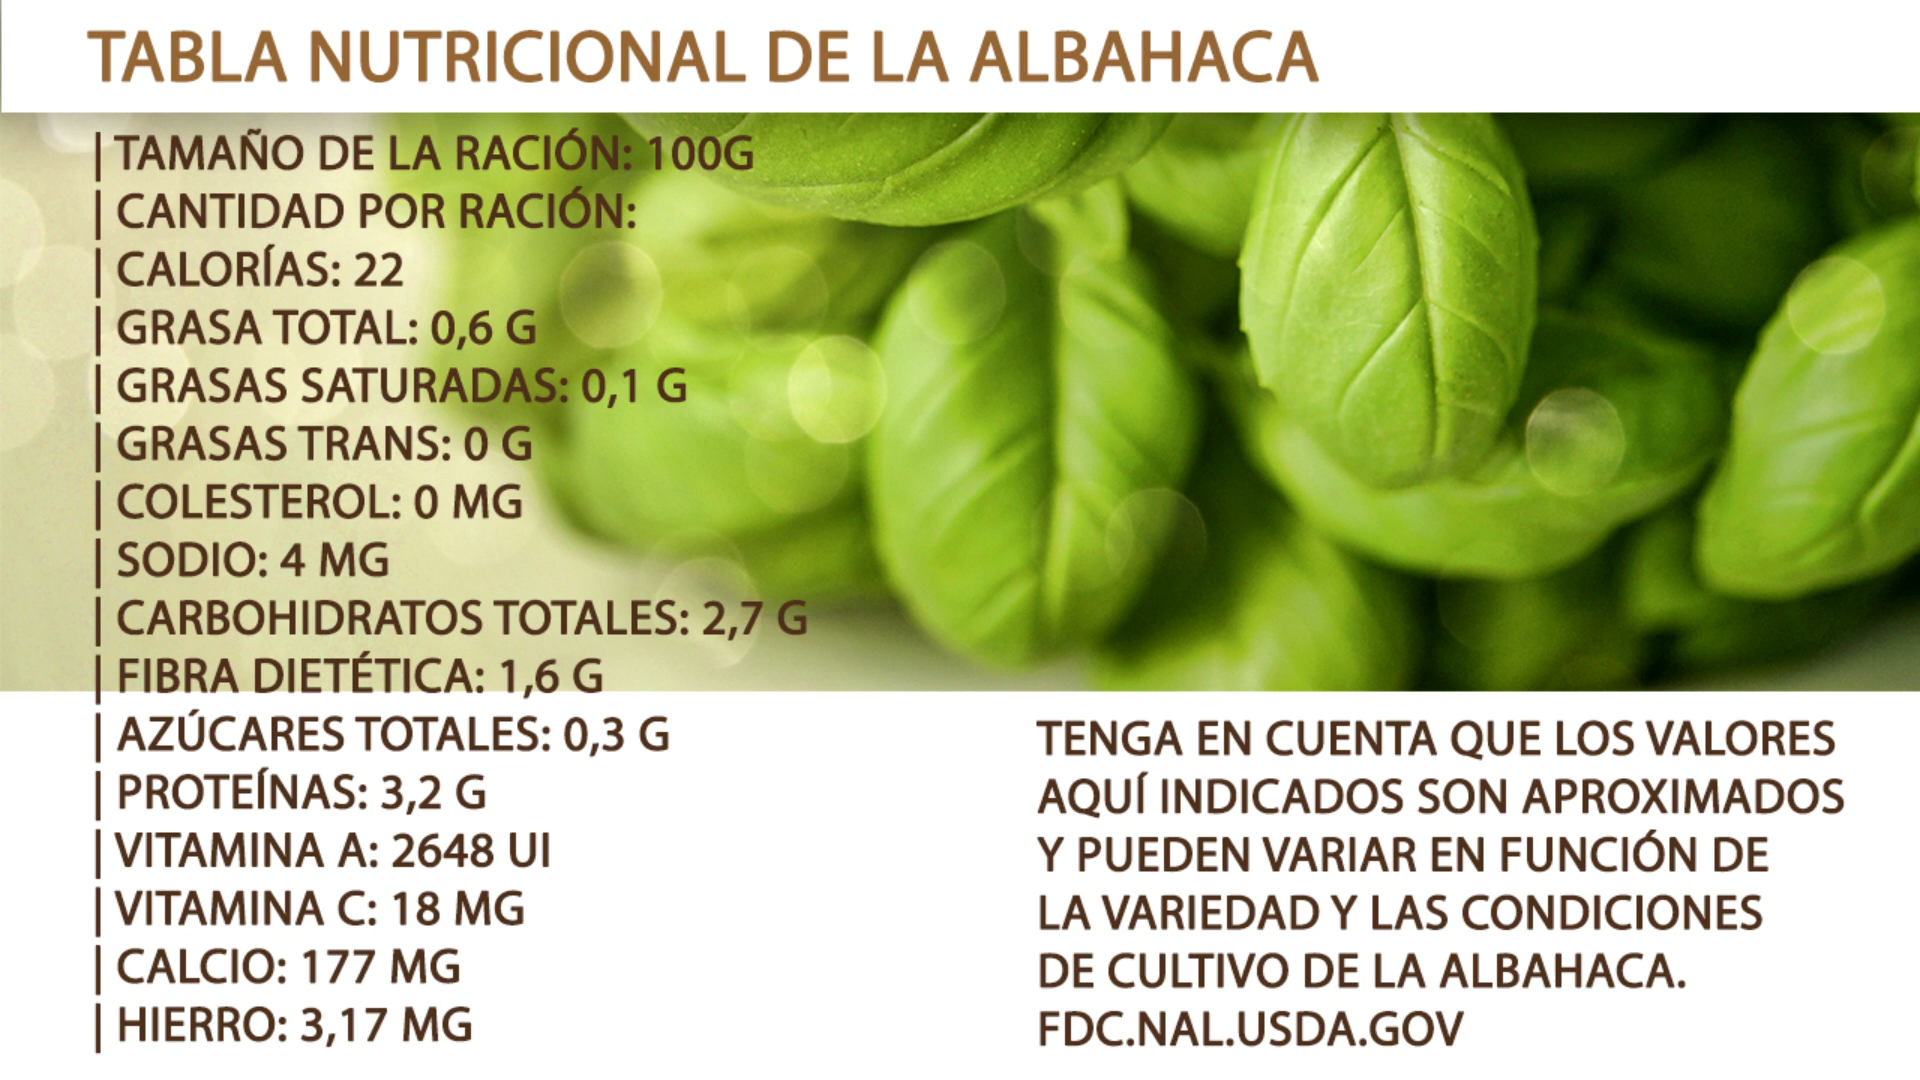 TABLA NUTRICIONAL DE LA ALBAHACA
| TAMAÑO DE LA RACIÓN: 100G
| CANTIDAD POR RACIÓN:
| CALORÍAS: 22
| GRASA TOTAL: 0,6 G
| GRASAS SATURADAS: 0,1 G
| GRASAS TRANS: 0 G
| COLESTEROL: 0 MG
| SODIO: 4 MG
| CARBOHIDRATOS TOTALES: 2,7 G
| FIBRA DIETÉTICA: 1,6 G
| AZÚCARES TOTALES: 0,3 G
| PROTEÍNAS: 3,2 G
| VITAMINA A: 2648 UI
| VITAMINA C: 18 MG
| CALCIO: 177 MG
| HIERRO: 3,17 MG
TENGA EN CUENTA QUE LOS VALORES
AQUÍ INDICADOS SON APROXIMADOS
Y PUEDEN VARIAR EN FUNCIÓN DE
LA VARIEDAD Y LAS CONDICIONES
DE CULTIVO DE LA ALBAHACA.
FDC.NAL.USDA.GOV